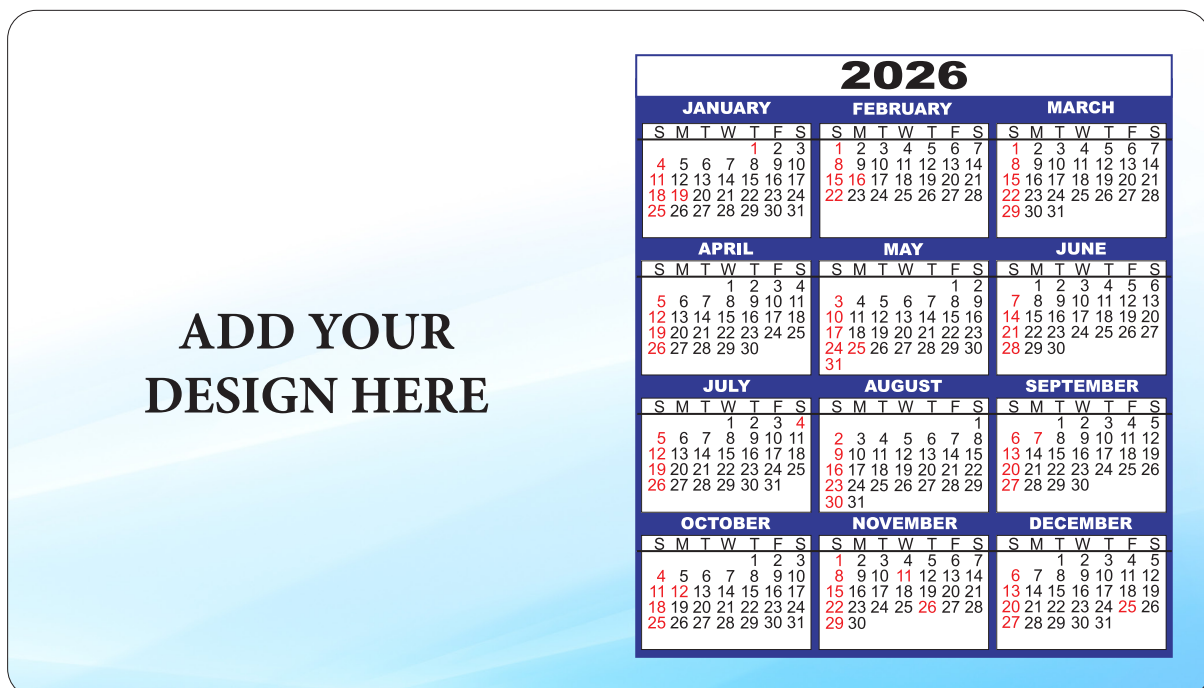 ADD YOUR
DESIGN HERE
2026
JANUARY
S M T W T F S
1 2 3
4 5 6 7 8 9 10
11 12 13 14 15 16 17
18 19 20 21 22 23 24
25 26 27 28 29 30 31
FEBRUARY
S M T W T F S
1 2 3 4 5 6 7
8 9 10 11 12 13 14
15 16 17 18 19 20 21
22 23 24 25 26 27 28
MARCH
S M T W T F S
1 2 3 4 5 6 7
8 9 10 11 12 13 14
15 16 17 18 19 20 21
22 23 24 25 26 27 28
29 30 31
APRIL
S M T W T F S
1 2 3 4
5 6 7 8 9 10 11
12 13 14 15 16 17 18
19 20 21 22 23 24 25
26 27 28 29 30
MAY
S M T W T F S
1 2
3 4 5 6 7 8 9
10 11 12 13 14 15 16
17 18 19 20 21 22 23
24 25 26 27 28 29 30
31
JUNE
S M T W T F S
1 2 3 4 5 6
7 8 9 10 11 12 13
14 15 16 17 18 19 20
21 22 23 24 25 26 27
28 29 30
JULY
S M T W T F S
1 2 3 4
5 6 7 8 9 10 11
12 13 14 15 16 17 18
19 20 21 22 23 24 25
26 27 28 29 30 31
AUGUST
S M T W T F S
1
2 3 4 5 6 7 8
9 10 11 12 13 14 15
16 17 18 19 20 21 22
23 24 25 26 27 28 29
30 31
SEPTEMBER
S M T W T F S
1 2 3 4 5
6 7 8 9 10 11 12
13 14 15 16 17 18 19
20 21 22 23 24 25 26
27 28 29 30
OCTOBER
S M T W T F S
1 2 3
4 5 6 7 8 9 10
11 12 13 14 15 16 17
18 19 20 21 22 23 24
25 26 27 28 29 30 31
NOVEMBER
S M T W T F S
1 2 3 4 5 6 7
8 9 10 11 12 13 14
15 16 17 18 19 20 21
22 23 24 25 26 27 28
29 30
DECEMBER
S M T W T F S
1 2 3 4 5
6 7 8 9 10 11 12
13 14 15 16 17 18 19
20 21 22 23 24 25 26
27 28 29 30 31